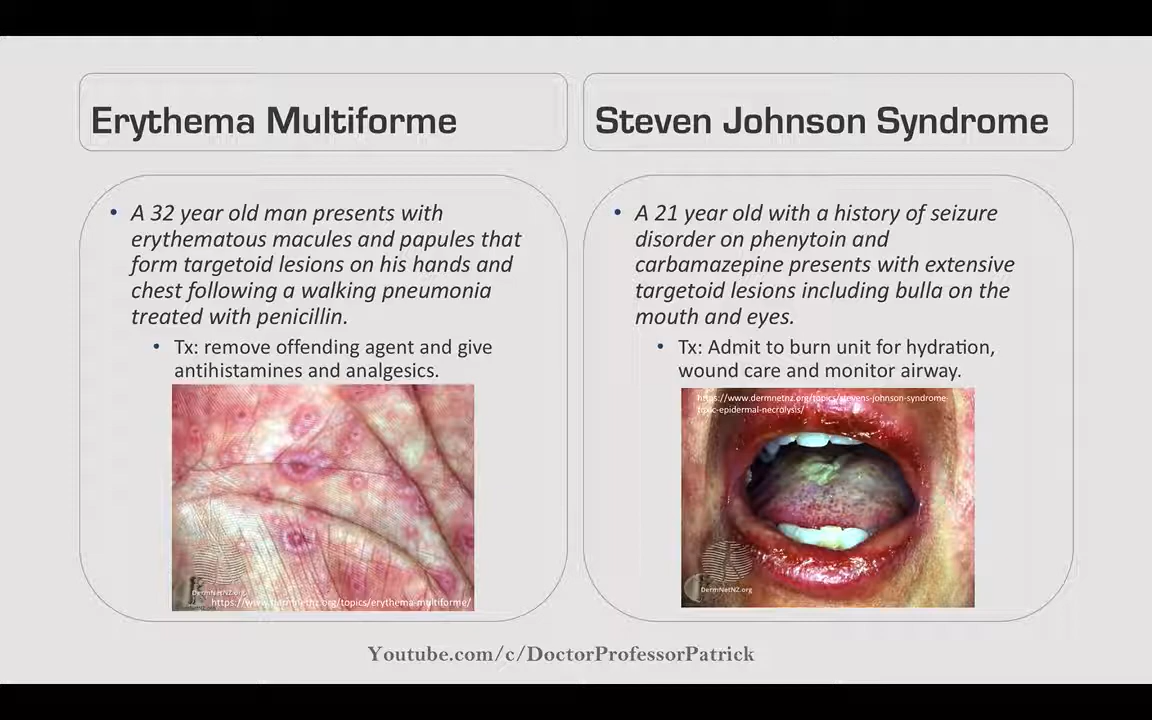 Erythema Multiforme
• A 32 year old man presents with
erythematous macules and papules that
form targetoid lesions on his hands and
chest following a walking pneumonia
treated with penicillin.
• Tx: remove offending agent and give
antihistamines and analgesics.
DermNetNZ.org
https://www.dermnetnz.org/topics/erythema-multiforme/
Steven Johnson Syndrome
• A 21 year old with a history of seizure
disorder on phenytoin and
carbamazepine presents with extensive
targetoid lesions including bulla on the
mouth and eyes.
• Tx: Admit to burn unit for hydration,
wound care and monitor airway.
https://www.dermnetnz.org/topics/stevens-johnson-syndrome-
toxic-epidermal-necrolysis/
DermNetNZ.org
Youtube.com/c/DoctorProfessorPatrick